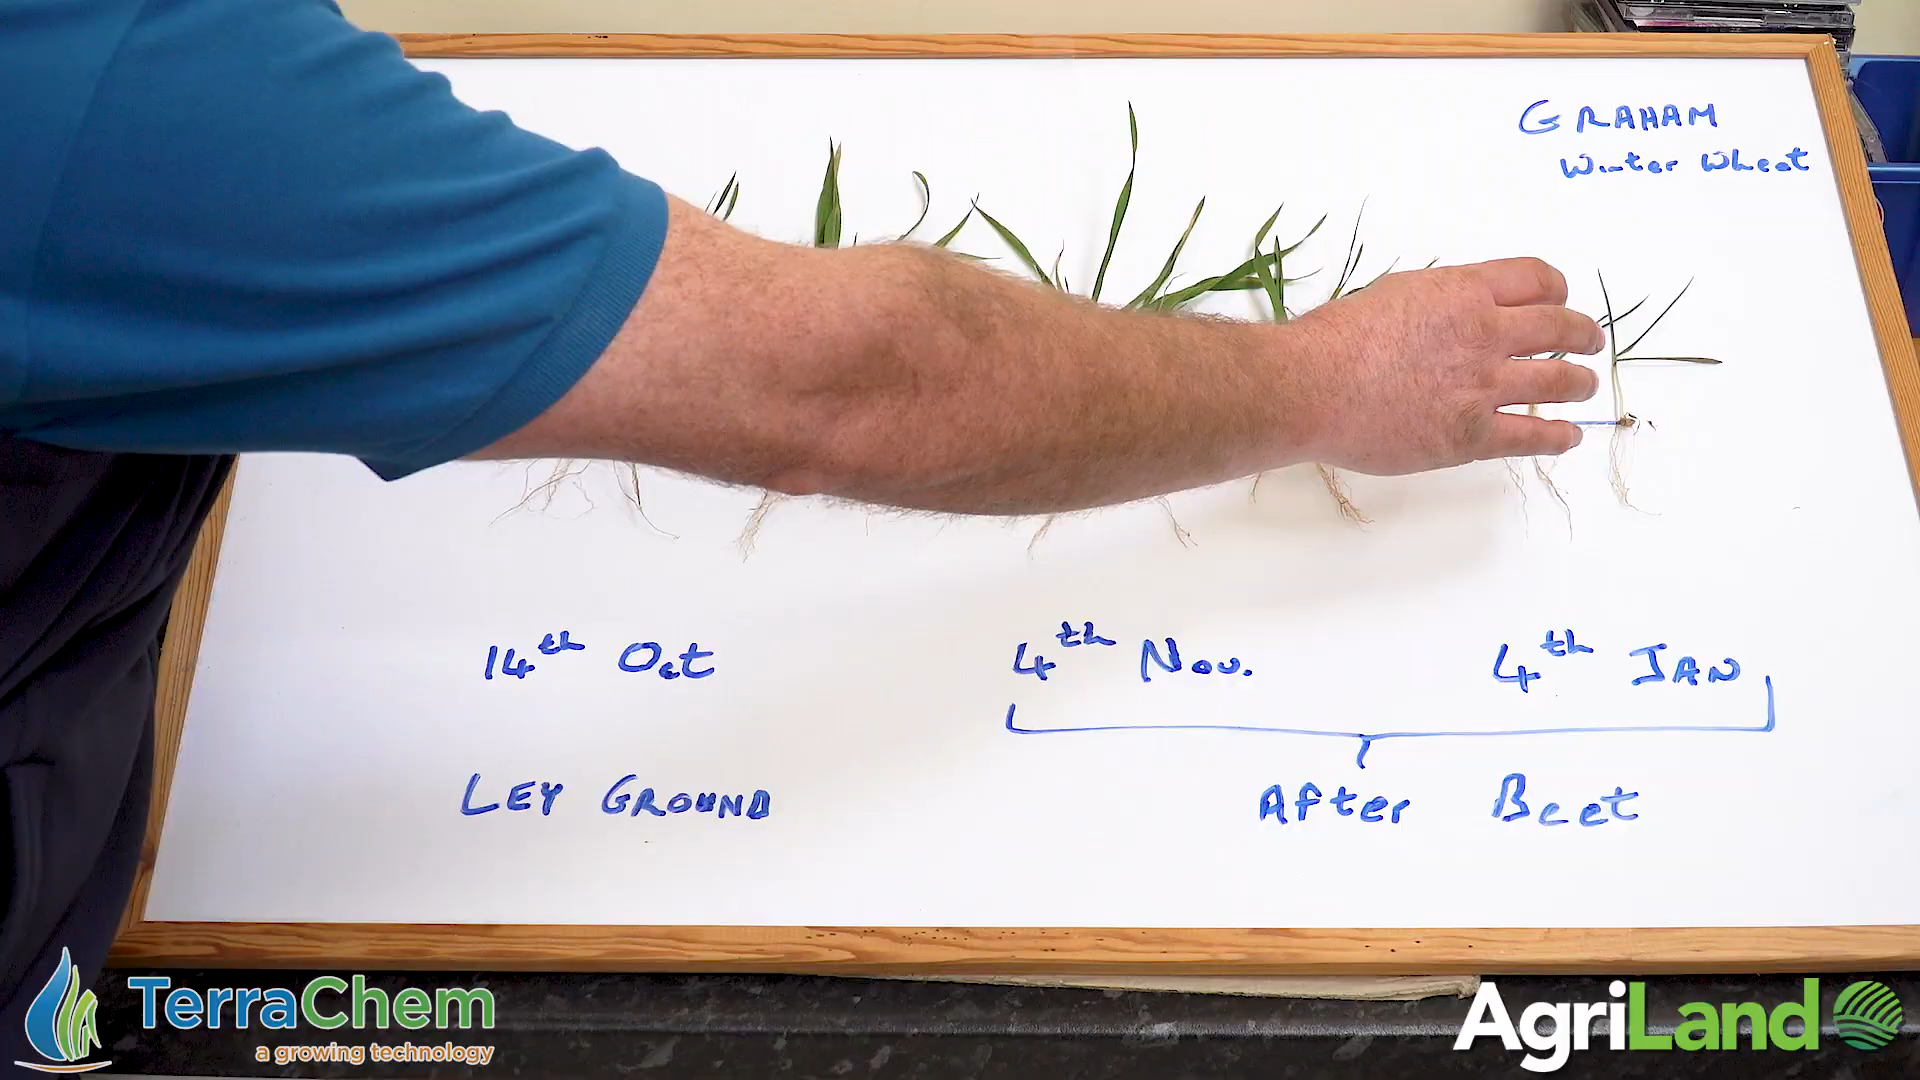 GRAHAM
Winter Wheat
14th Oct
4th Nov.
4th JAN
LEY GROUND
After Beet
TerraChem
a growing technology
AgriLand